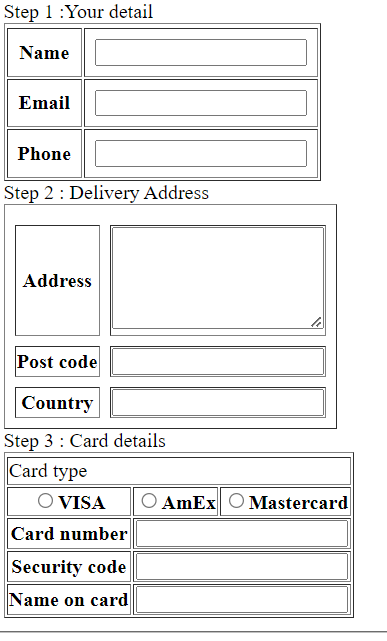 Step 1 :Your detail
Name
Email
Phone
Step 2 : Delivery Address
Address
Post code
Country
Step 3 : Card details
Card type
VISA AmEx Mastercard
Card number
Security code
Name on card